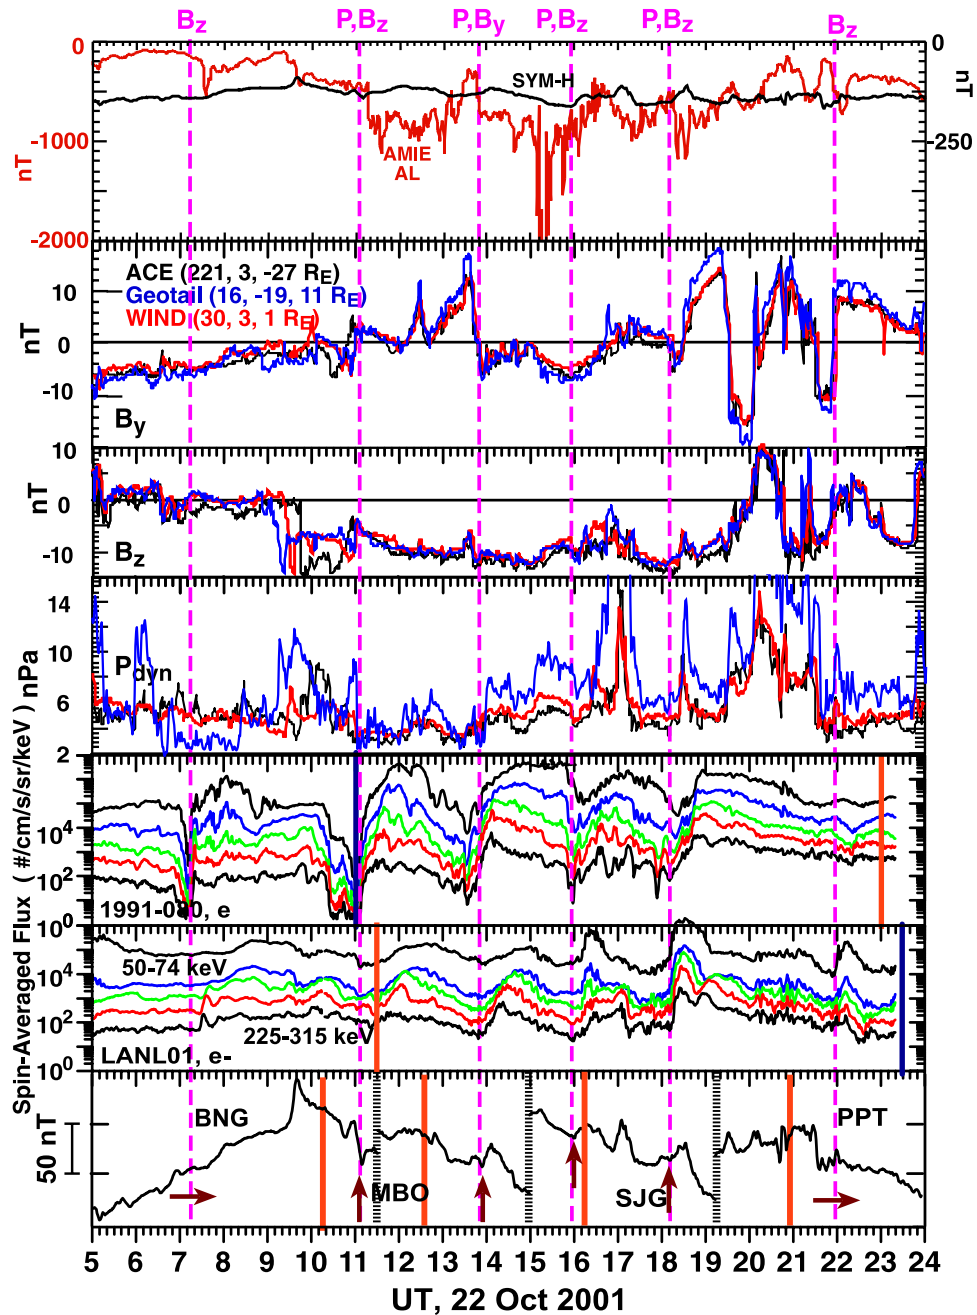 Bz P,Bz P,By P,Bz P,Bz Bz
0 0
SYM-H
nT
-1000 -250
AMIE
AL
nT
-2000
ACE (221, 3, -27 RE)
10
Geotail (16, -19, 11 RE)
WIND (30, 3, 1 RE)
nT
0
-10
By
10
nT
0
-10
Bz
14
10
Pdyn
6
2
Spin-Averaged Flux ( #/cm/s/sr/keV ) nPa
10^4
10^2
10^0
1991-080, e
50-74 keV
10^4
10^2
225-315 keV
10^0
LANL01, e-
BNG PPT
50 nT
MBO SJG
5 6 7 8 9 10 11 12 13 14 15 16 17 18 19 20 21 22 23 24
UT, 22 Oct 2001